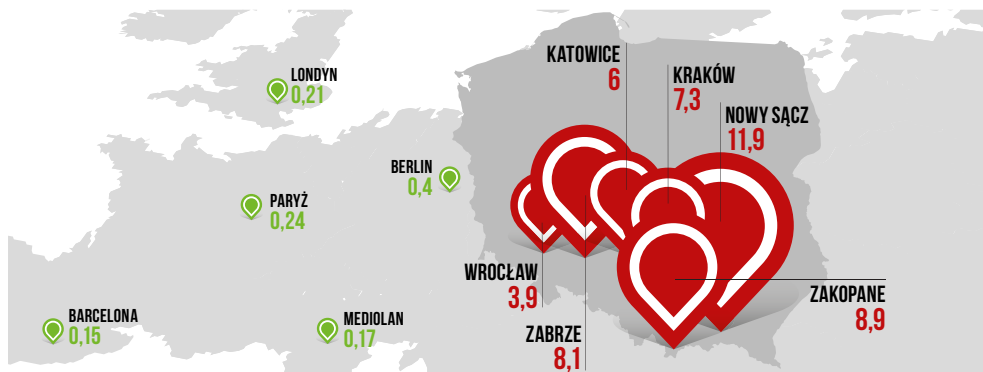 KATOWICE
6
KRAKÓW
7,3
NOWY SĄCZ
11,9
LONDYN
0,21
BERLIN
0,4
PARYŻ
0,24
WROCŁAW
3,9
ZAKOPANE
8,9
BARCELONA
0,15
MEDIOLAN
0,17
ZABRZE
8,1